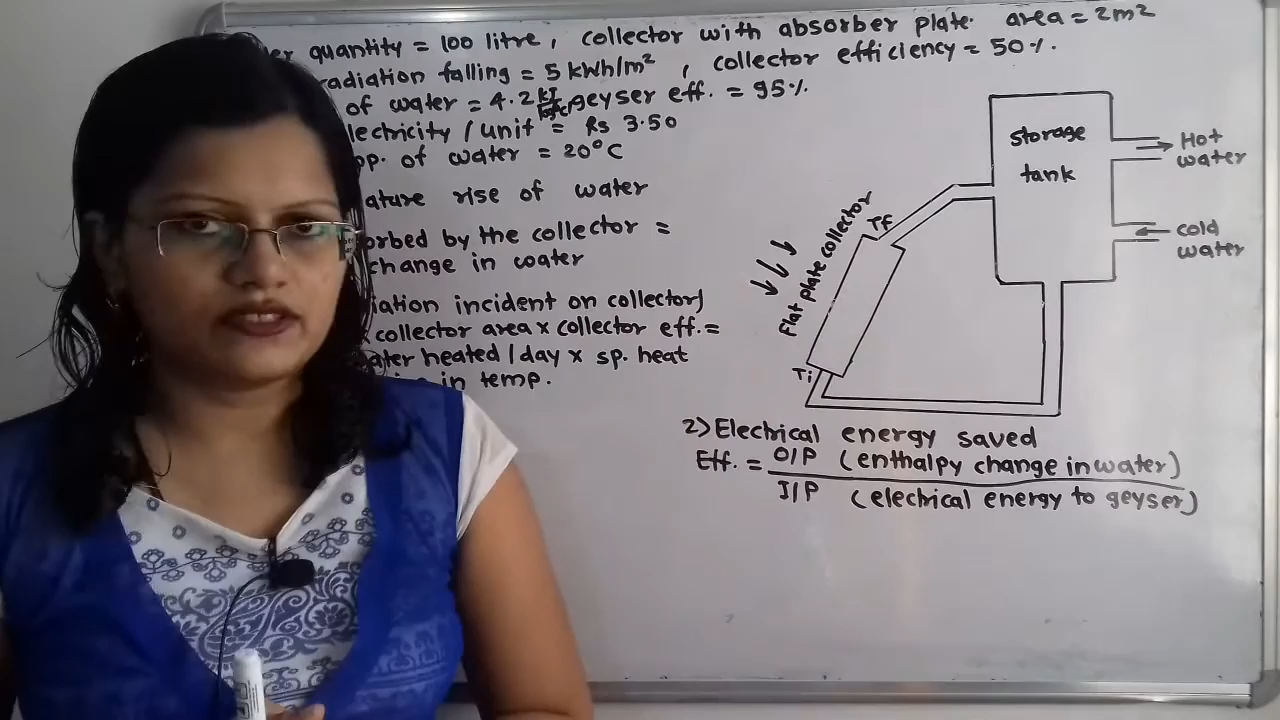 quantity = 100 litre, collector with absorber plate area = 2m²
radiation falling = 5 kWh/m², collector efficiency = 50%.
of water = 4.2 kJ geyser eff. = 95%
lectricity / unit = Rs 3.50
of water = 20°C
ature rise of water
orbed by the collector =
change in water
iation incident on collector)
x collector area x collector eff. =
ater heated / day x sp. heat
in temp.
storage
tank
Hot
water
cold
water
Flat plate collector
Tf
Ti
2) Electrical energy saved
Eff. = O/P (enthalpy change in water)
I/P (electrical energy to geyser)